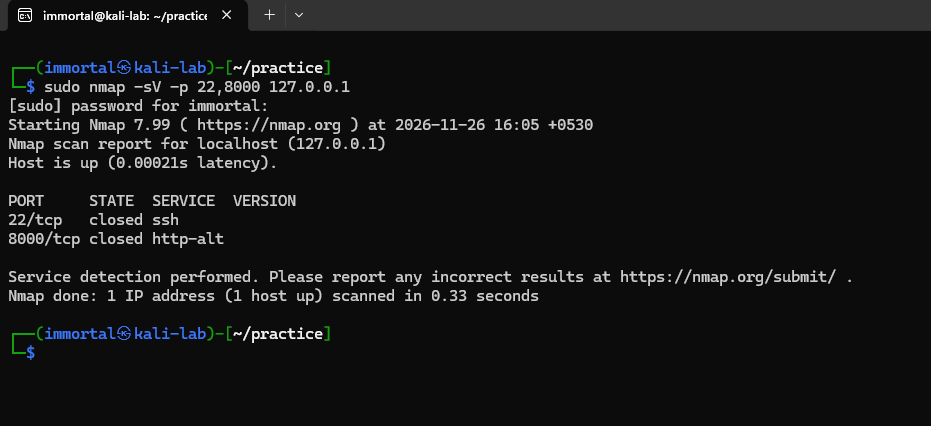 immortal@kali-lab: ~/practice
┌──(immortal㉿kali-lab)-[~/practice]
└─$ sudo nmap -sV -p 22,8000 127.0.0.1
[sudo] password for immortal:
Starting Nmap 7.99 ( https://nmap.org ) at 2026-11-26 16:05 +0530
Nmap scan report for localhost (127.0.0.1)
Host is up (0.00021s latency).
PORT     STATE  SERVICE  VERSION
22/tcp   closed ssh
8000/tcp closed http-alt
Service detection performed. Please report any incorrect results at https://nmap.org/submit/ .
Nmap done: 1 IP address (1 host up) scanned in 0.33 seconds
┌──(immortal㉿kali-lab)-[~/practice]
└─$